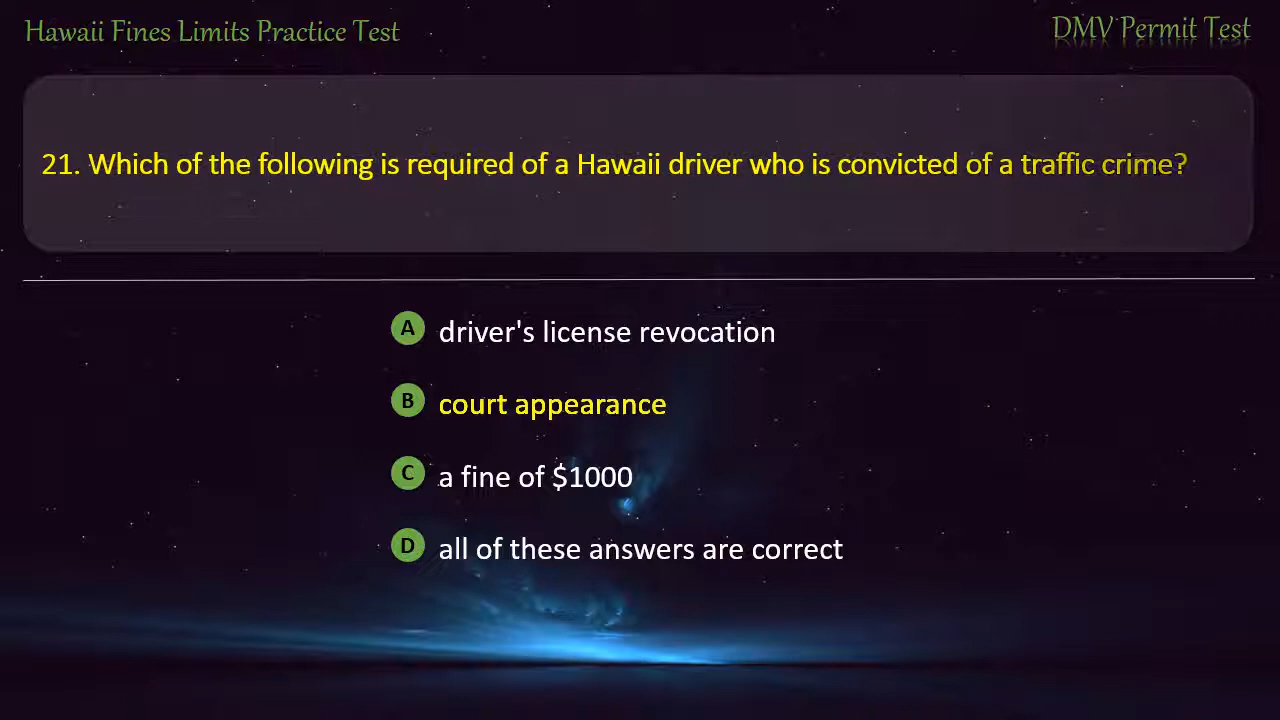 Hawaii Fines Limits Practice Test
DMV Permit Test
21. Which of the following is required of a Hawaii driver who is convicted of a traffic crime?
A driver's license revocation
B court appearance
C a fine of $1000
D all of these answers are correct